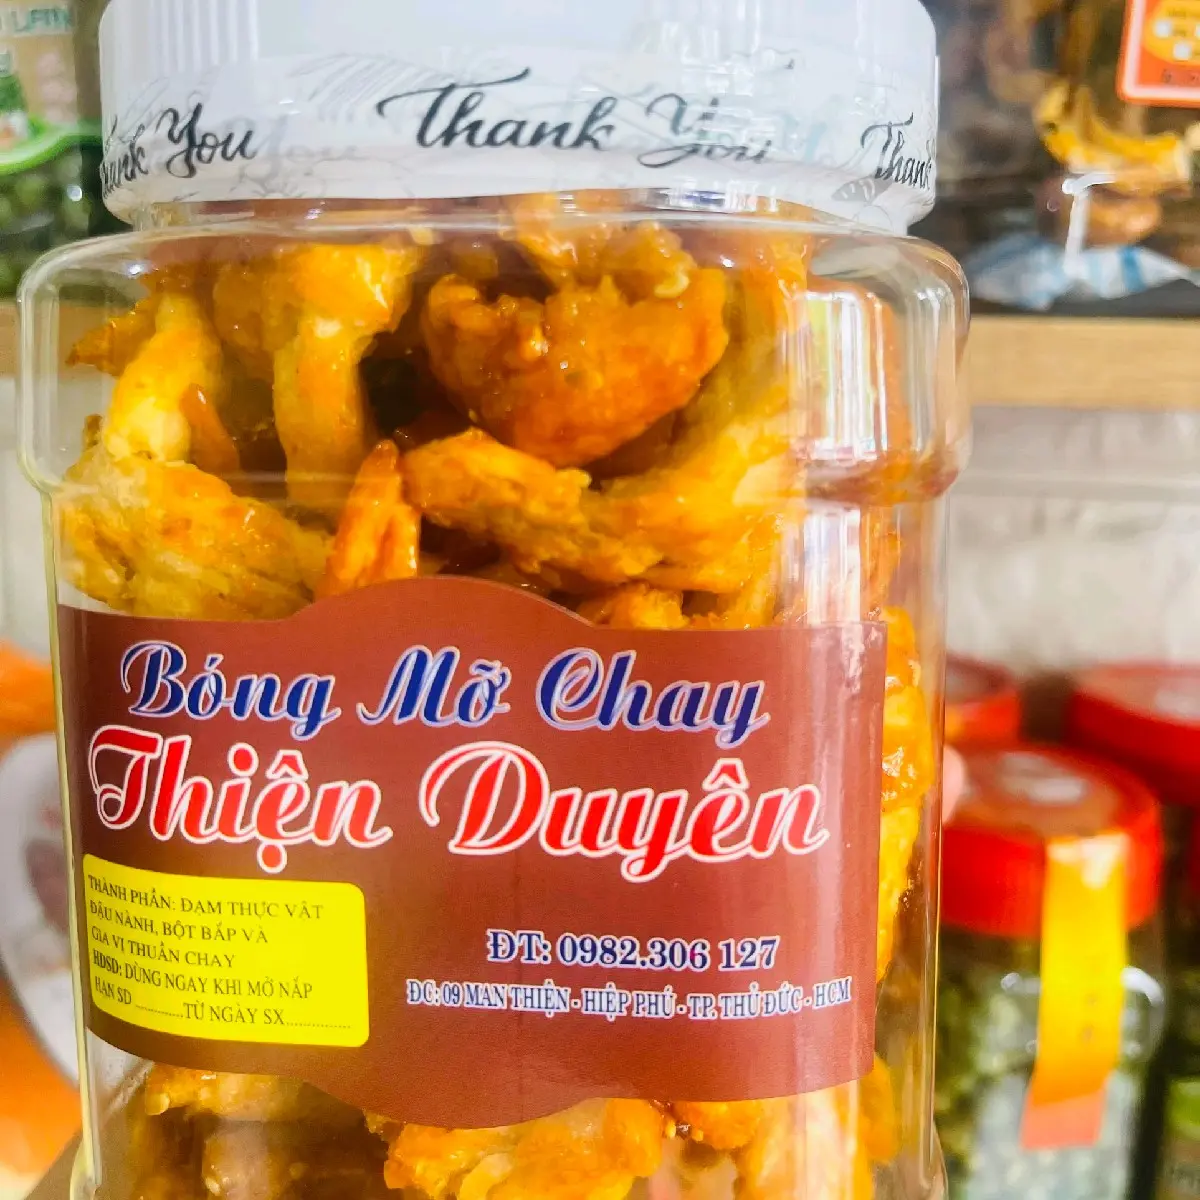 Thank You Thank You Thank
Bóng Mỡ Chay
Thiện Duyên
THÀNH PHẦN: ĐẠM THỰC VẬT
ĐẬU NÀNH, BỘT BẮP VÀ
GIA VỊ THUẦN CHAY
HDSD: DÙNG NGAY KHI MỞ NẮP
HẠN SD ............TỪ NGÀY SX...............
ĐT: 0982.306 127
ĐC: 09 MAN THIỆN - HIỆP PHÚ - TP. THỦ ĐỨC - HCM